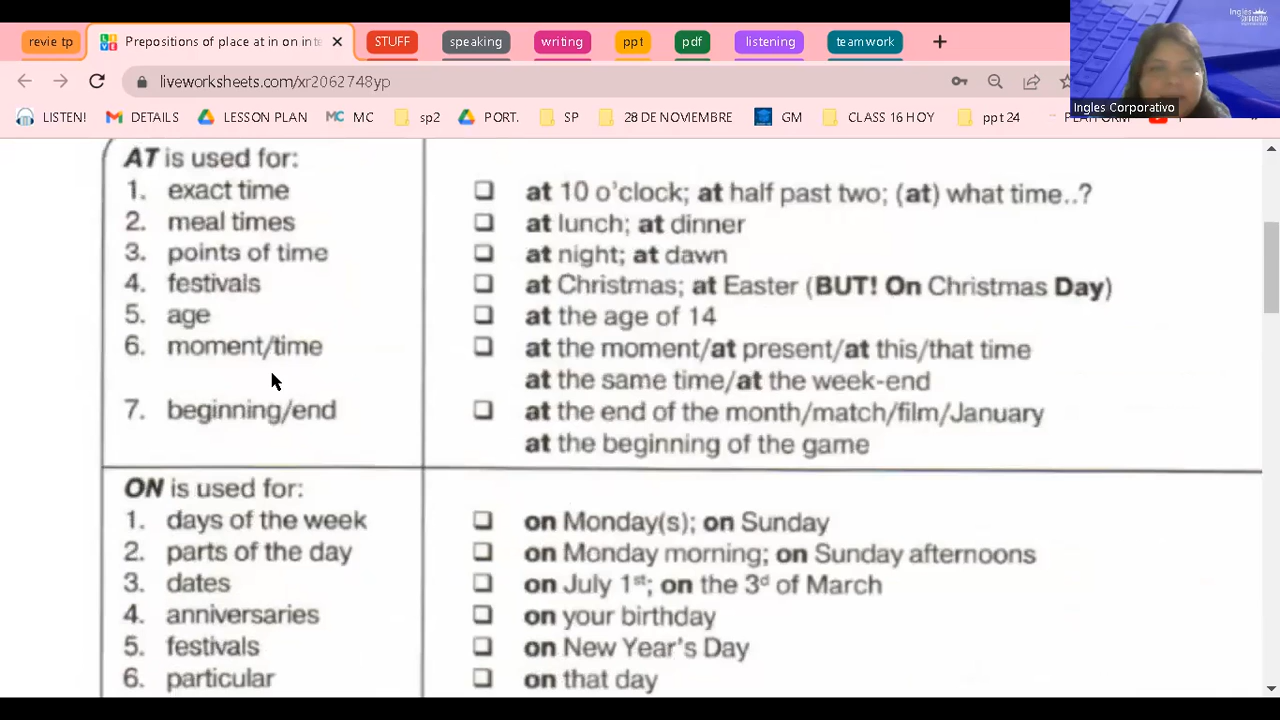 Ingles
Corporativo
revie tp
Prepositions of place at in on inte
STUFF
speaking
writing
ppt
pdf
listening
teamwork
liveworksheets.com/xr2062748yp
Ingles Corporativo
LISTEN!
DETAILS
LESSON PLAN
MC
sp2
PORT.
SP
28 DE NOVIEMBRE
GM
CLASS 16 HOY
ppt 24
AT is used for:
1. exact time
at 10 o'clock; at half past two; (at) what time..?
2. meal times
at lunch; at dinner
3. points of time
at night; at dawn
4. festivals
at Christmas; at Easter (BUT! On Christmas Day)
5. age
at the age of 14
6. moment/time
at the moment/at present/at this/that time
at the same time/at the week-end
7. beginning/end
at the end of the month/match/film/January
at the beginning of the game
ON is used for:
1. days of the week
on Monday(s); on Sunday
2. parts of the day
on Monday morning; on Sunday afternoons
3. dates
on July 1st; on the 3d of March
4. anniversaries
on your birthday
5. festivals
on New Year's Day
6. particular
on that day